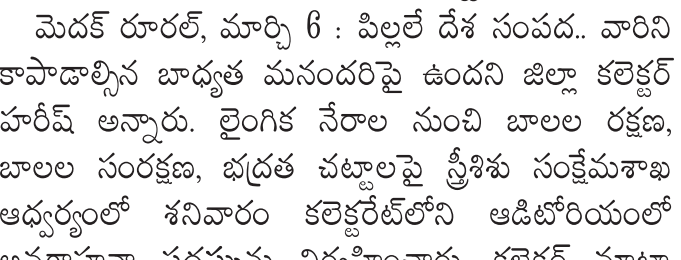 మెదక్ రూరల్, మార్చి 6 : పిల్లలే దేశ సంపద.. వారిని
కాపాడాల్సిన బాధ్యత మనందరిపై ఉందని జిల్లా కలెక్టర్
హరీష్ అన్నారు. లైంగిక నేరాల నుంచి బాలల రక్షణ,
బాలల సంరక్షణ, భద్రత చట్టాలపై స్త్రీశిశు సంక్షేమశాఖ
ఆధ్వర్యంలో శనివారం కలెక్టరేట్‌లోని ఆడిటోరియంలో